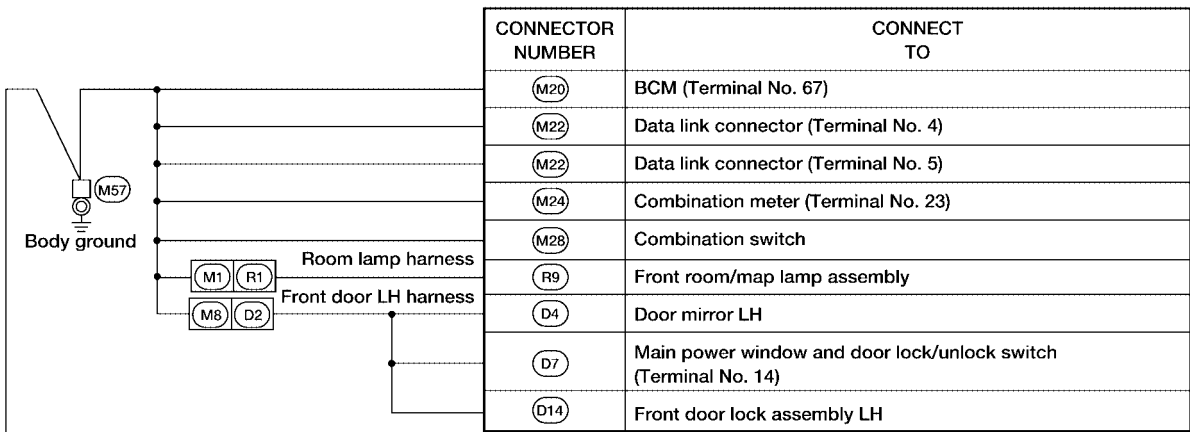 CONNECTOR NUMBER
CONNECT TO
M20
BCM (Terminal No. 67)
M22
Data link connector (Terminal No. 4)
M22
Data link connector (Terminal No. 5)
M57
M24
Combination meter (Terminal No. 23)
Body ground
M28
Combination switch
Room lamp harness
M1 R1
R9
Front room/map lamp assembly
Front door LH harness
M8 D2
D4
Door mirror LH
D7
Main power window and door lock/unlock switch
(Terminal No. 14)
D14
Front door lock assembly LH